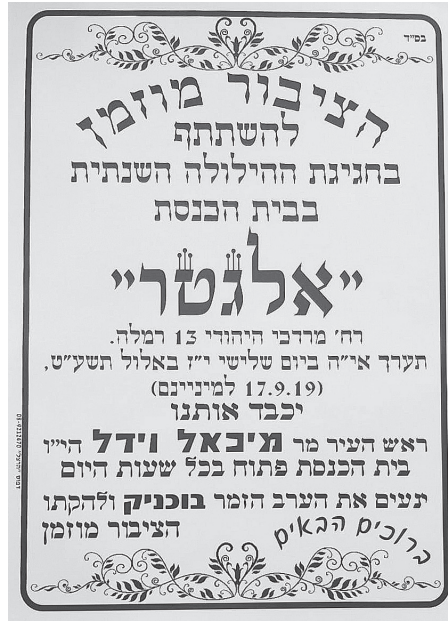 בס״ד
הציבור מוזמן
להשתתף
בחגיגת ההילולה השנתית
בבית הכנסת
״אלגטר״
רח׳ מרדכי היהודי 13 רמלה.
תערך אי״ה ביום שלישי י״ז באלול תשע״ט,
(17.9.19 למיניינם)
יכבד אותנו
ראש העיר מר מיכאל וידל הי״ו
בית הכנסת פתוח בכל שעות היום
ינעים את הערב הזמר בוכניק ולהקתו
הציבור מוזמן
ברוכים הבאים